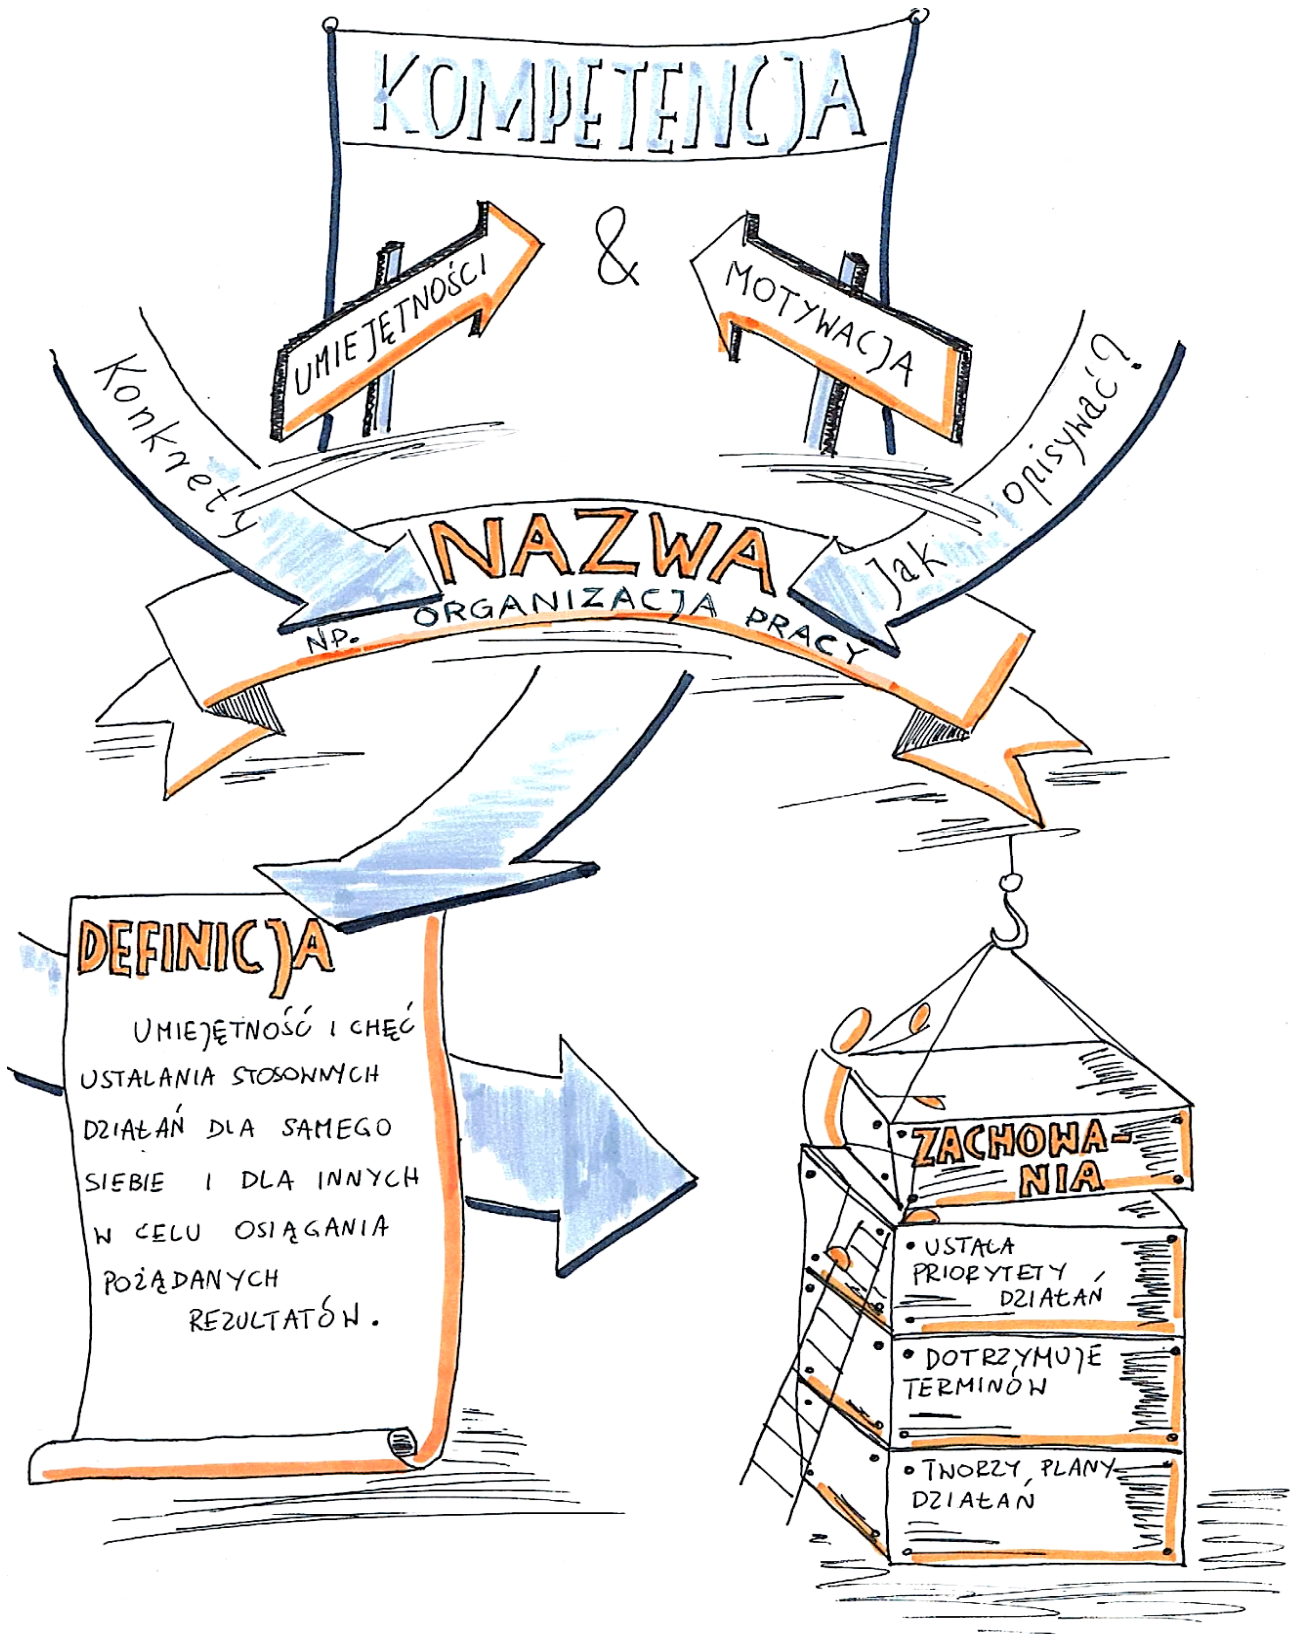 KOMPETENCJA
UMIEJĘTNOŚCI
&
MOTYWACJA
Konkrety
Jak opisywać?
NAZWA
NP. ORGANIZACJA PRACY
DEFINICJA
UMIEJĘTNOŚĆ I CHĘĆ
USTALANIA STOSOWNYCH
DZIAŁAŃ DLA SAMEGO
SIEBIE I DLA INNYCH
W CELU OSIĄGANIA
POŻĄDANYCH
REZULTATÓW.
ZACHOWA-
NIA
• USTALA
PRIORYTETY
DZIAŁAŃ
• DOTRZYMUJE
TERMINÓW
• TWORZY PLANY
DZIAŁAŃ